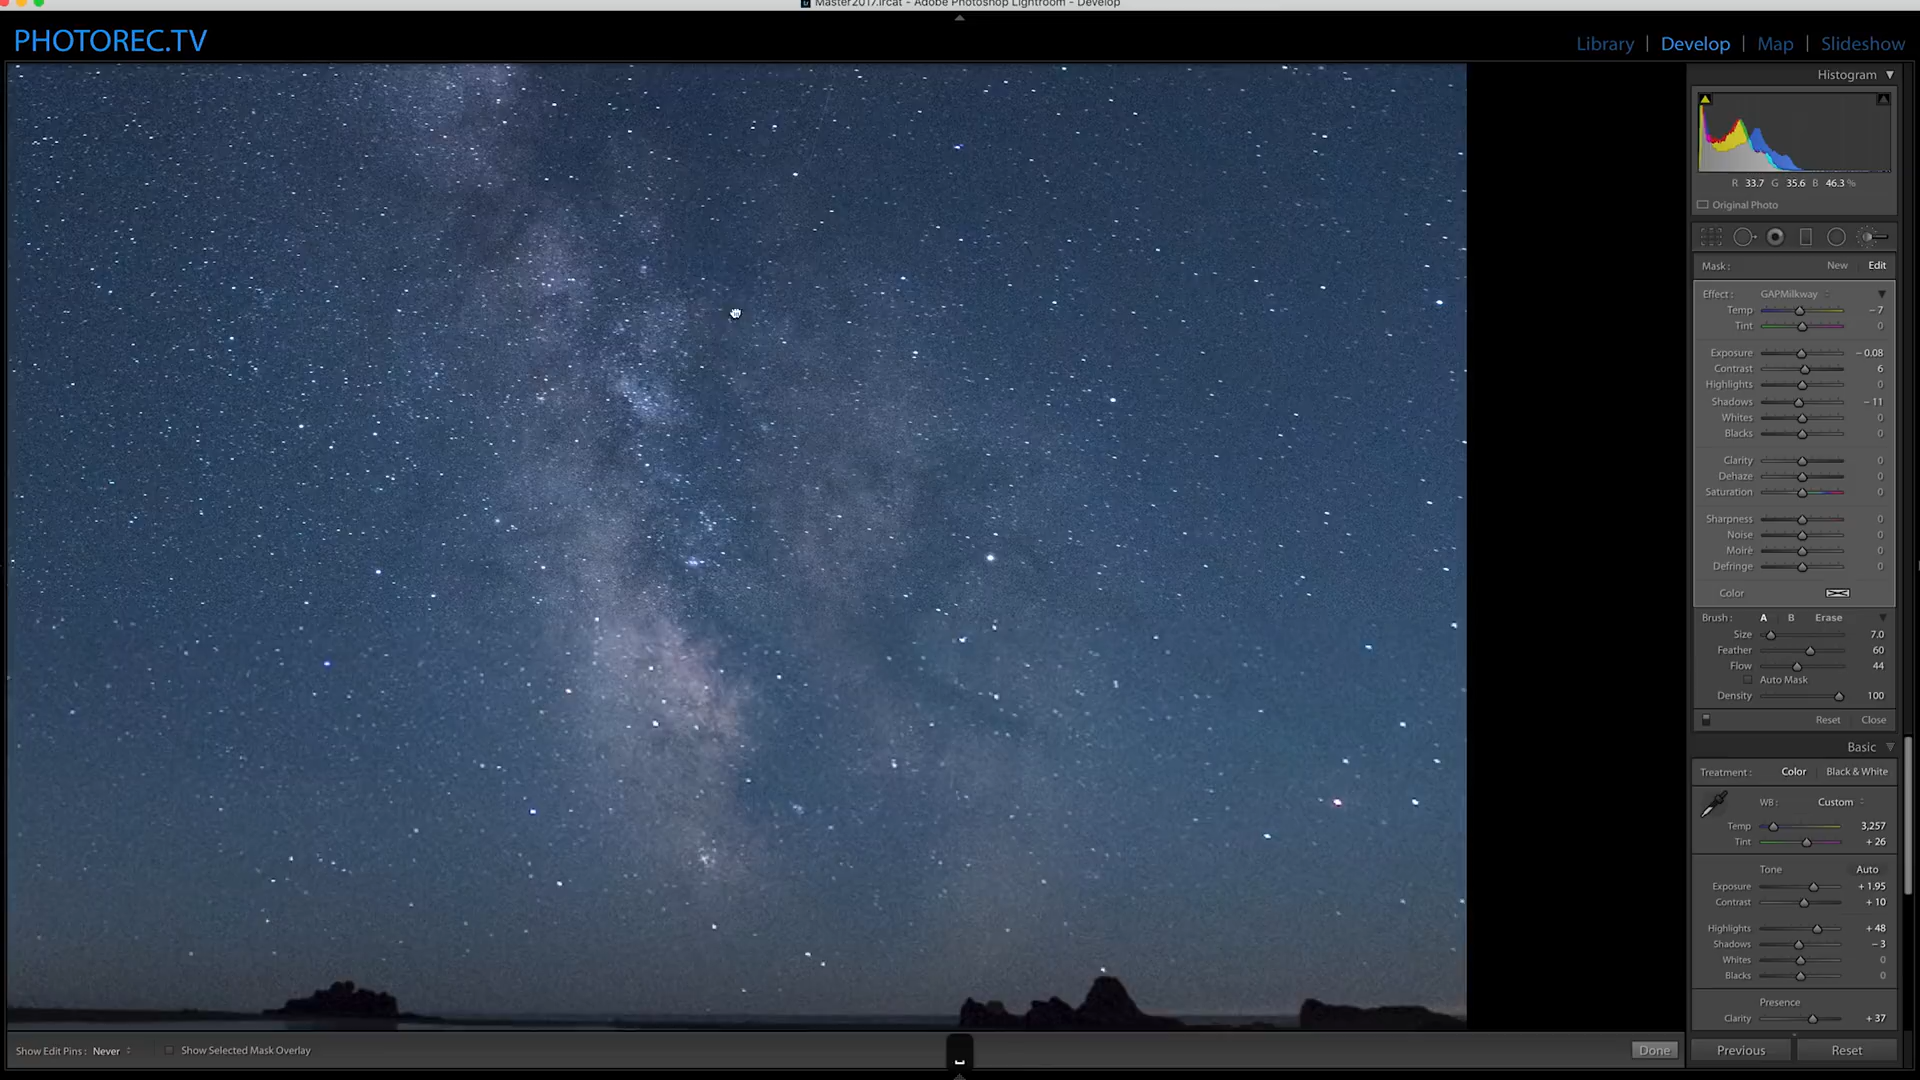 Master2017.lrcat - Adobe Photoshop Lightroom - Develop
PHOTOREC.TV
Library | Develop | Map | Slideshow
Histogram
R 33.7 G 35.6 B 46.3 %
Original Photo
Mask : New Edit
Effect : GAPMilkway
Temp - 7
Tint 0
Exposure - 0.08
Contrast 6
Highlights 0
Shadows - 11
Whites 0
Blacks 0
Clarity 0
Dehaze 0
Saturation 0
Sharpness 0
Noise 0
Moiré 0
Defringe 0
Color
Brush : A B Erase
Size 7.0
Feather 60
Flow 44
Auto Mask
Density 100
Reset Close
Basic
Treatment : Color Black & White
WB : Custom
Temp 3,257
Tint + 26
Tone Auto
Exposure + 1.95
Contrast + 10
Highlights + 48
Shadows - 3
Whites 0
Blacks 0
Presence
Clarity + 37
Show Edit Pins : Never Show Selected Mask Overlay Done Previous Reset